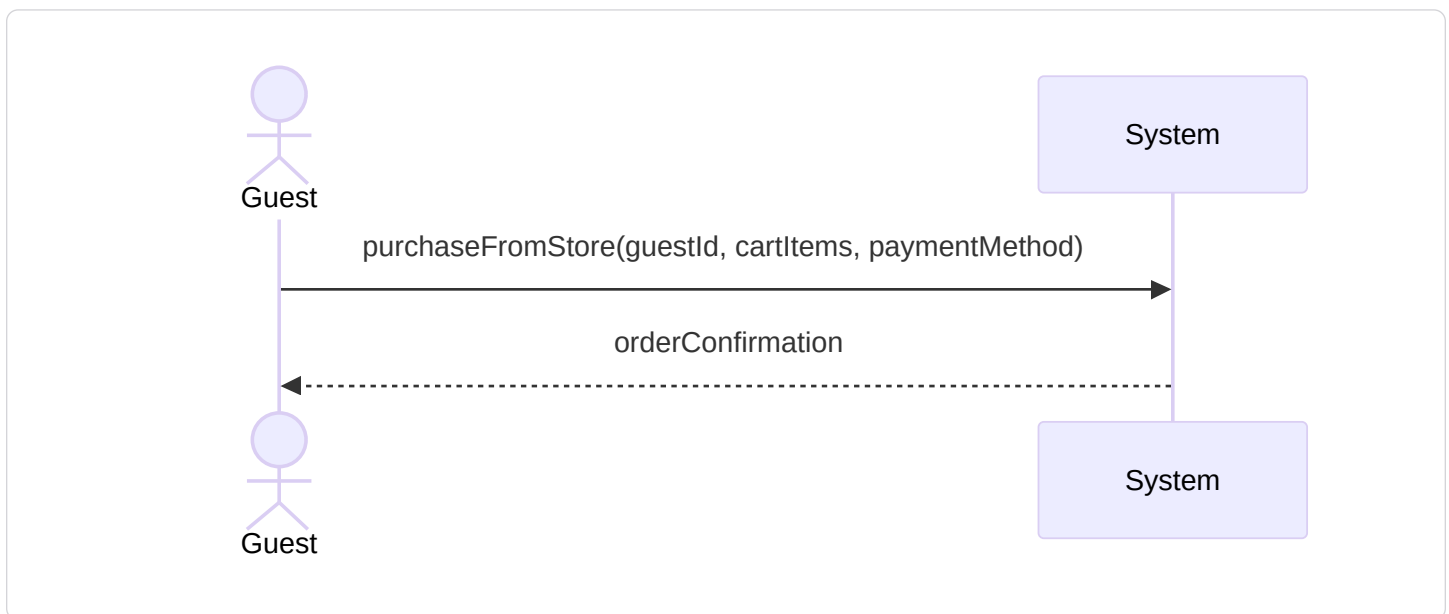 System
Guest
purchaseFromStore(guestId, cartItems, paymentMethod)
orderConfirmation
System
Guest